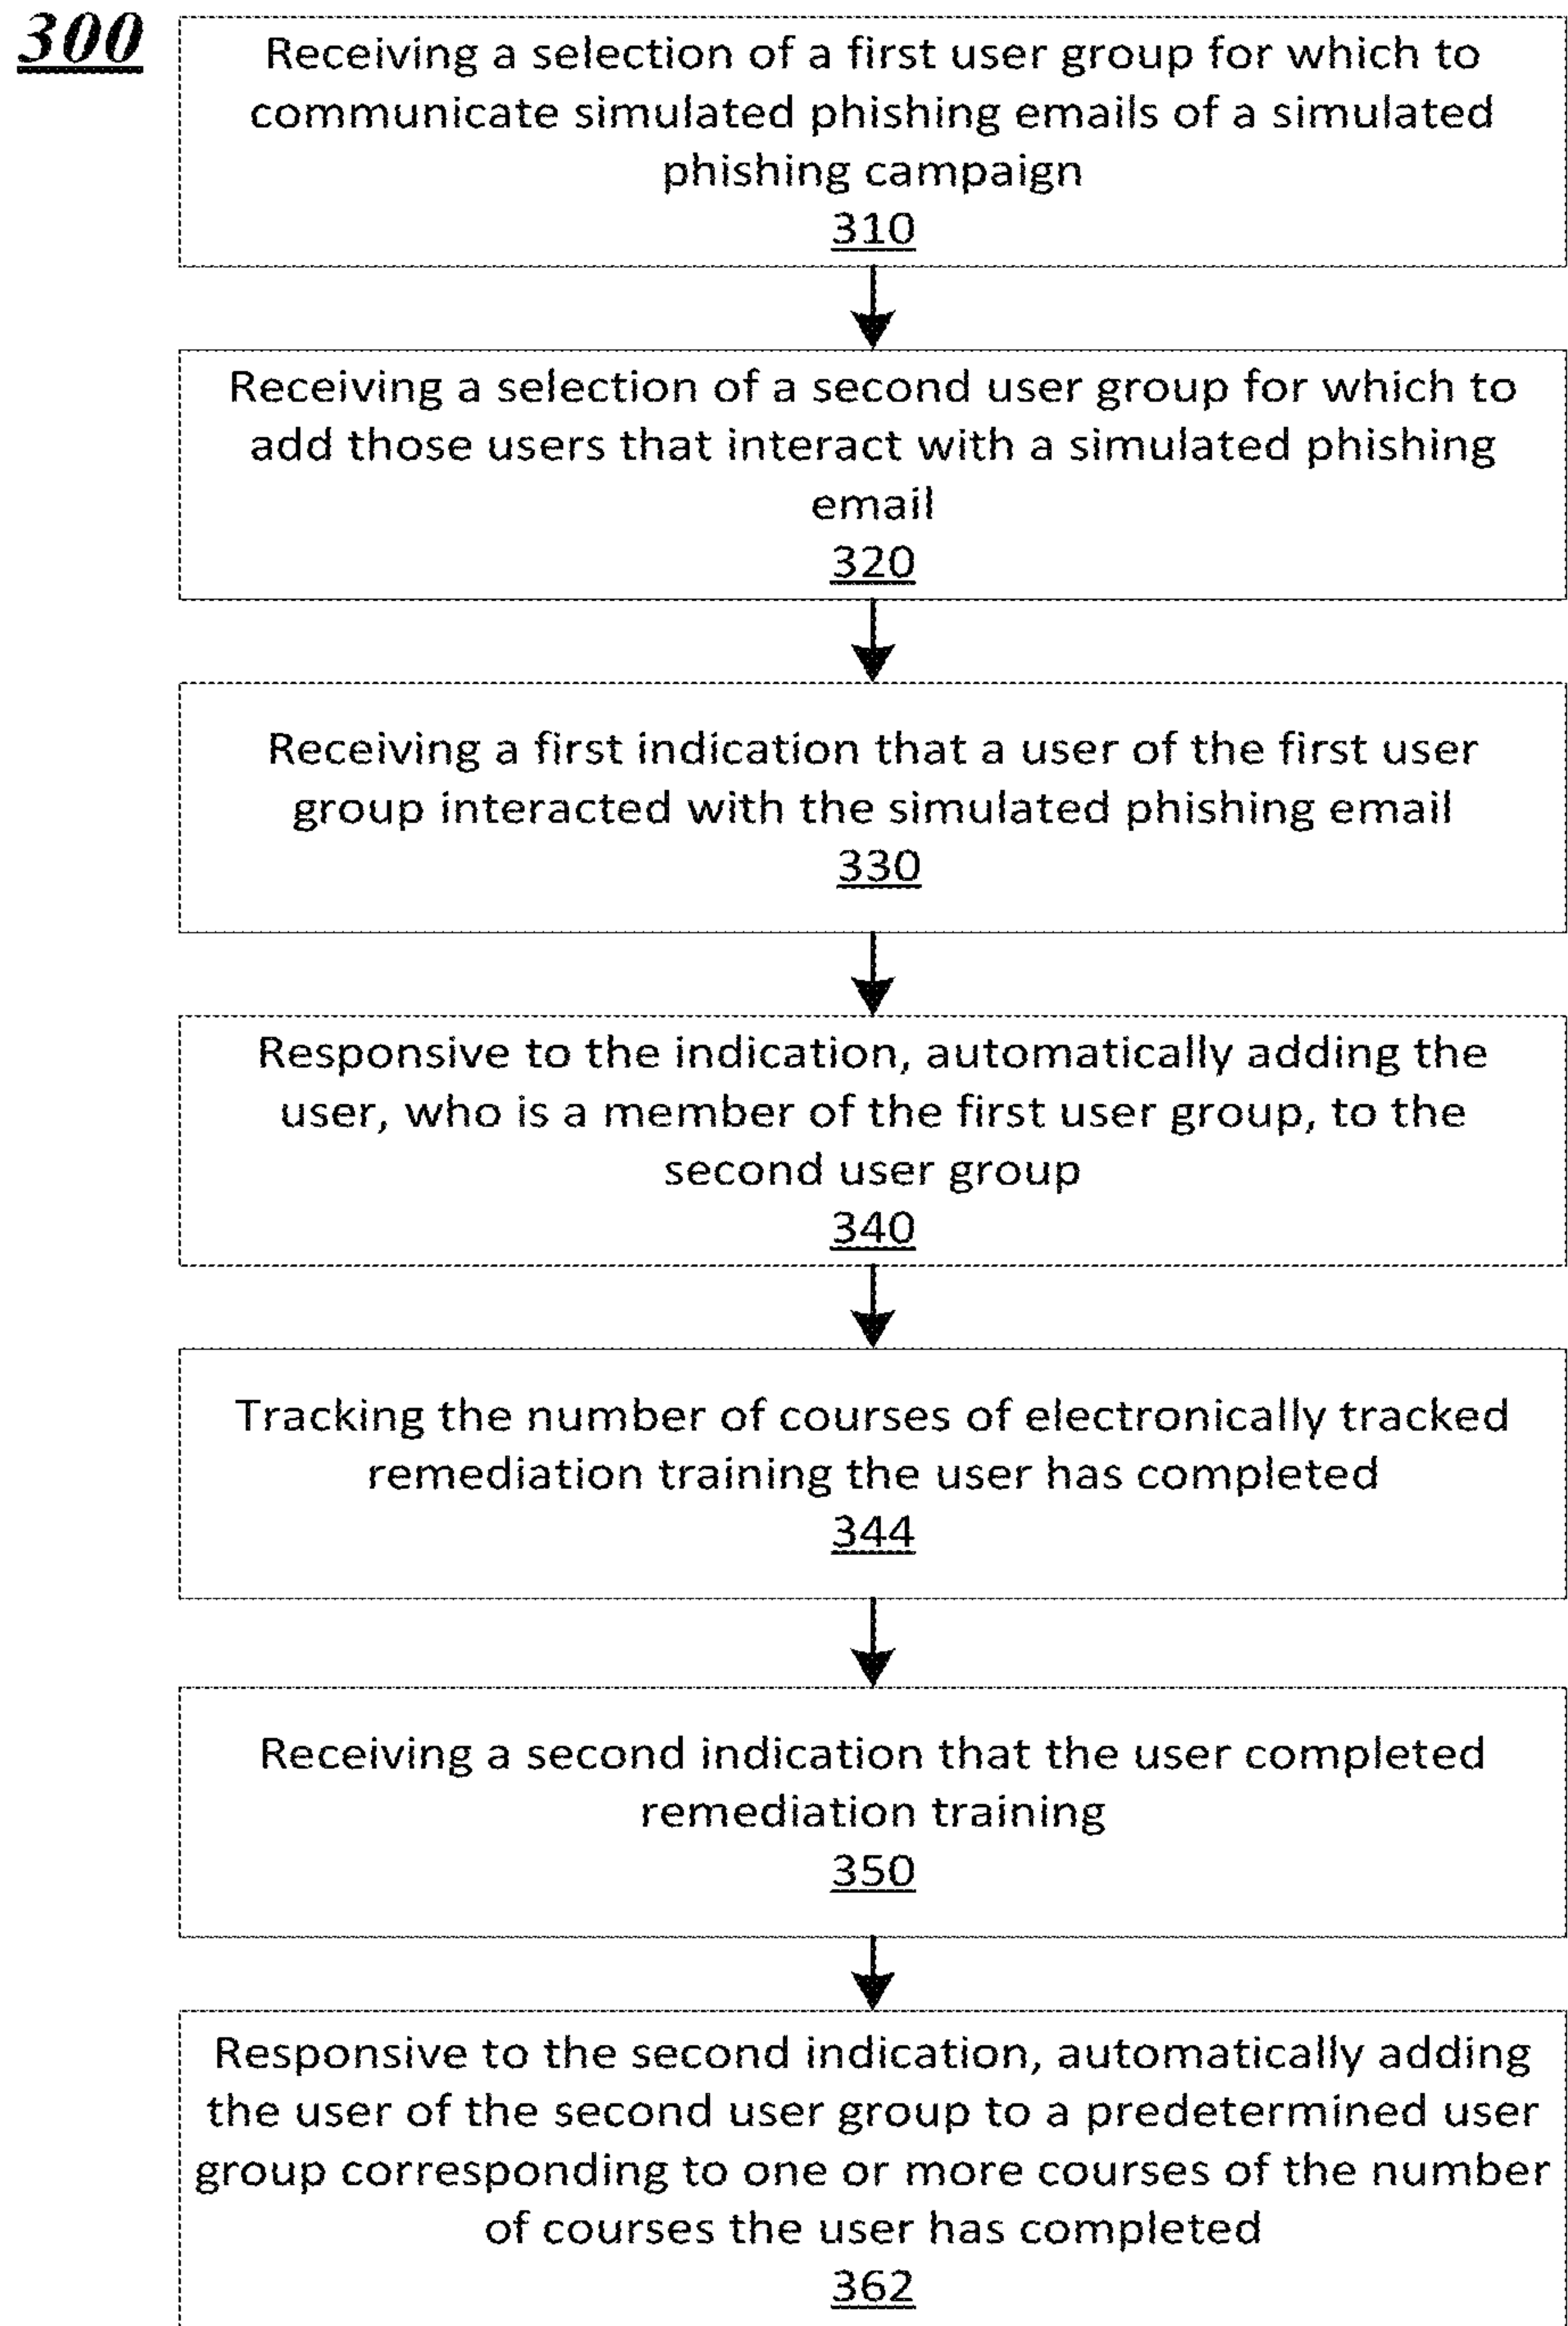 300
Receiving a selection of a first user group for which to
communicate simulated phishing emails of a simulated
phishing campaign
310
Receiving a selection of a second user group for which to
add those users that interact with a simulated phishing
email
320
Receiving a first indication that a user of the first user
group interacted with the simulated phishing email
330
Responsive to the indication, automatically adding the
user, who is a member of the first user group, to the
second user group
340
Tracking the number of courses of electronically tracked
remediation training the user has completed
344
Receiving a second indication that the user completed
remediation training
350
Responsive to the second indication, automatically adding
the user of the second user group to a predetermined user
group corresponding to one or more courses of the number
of courses the user has completed
362